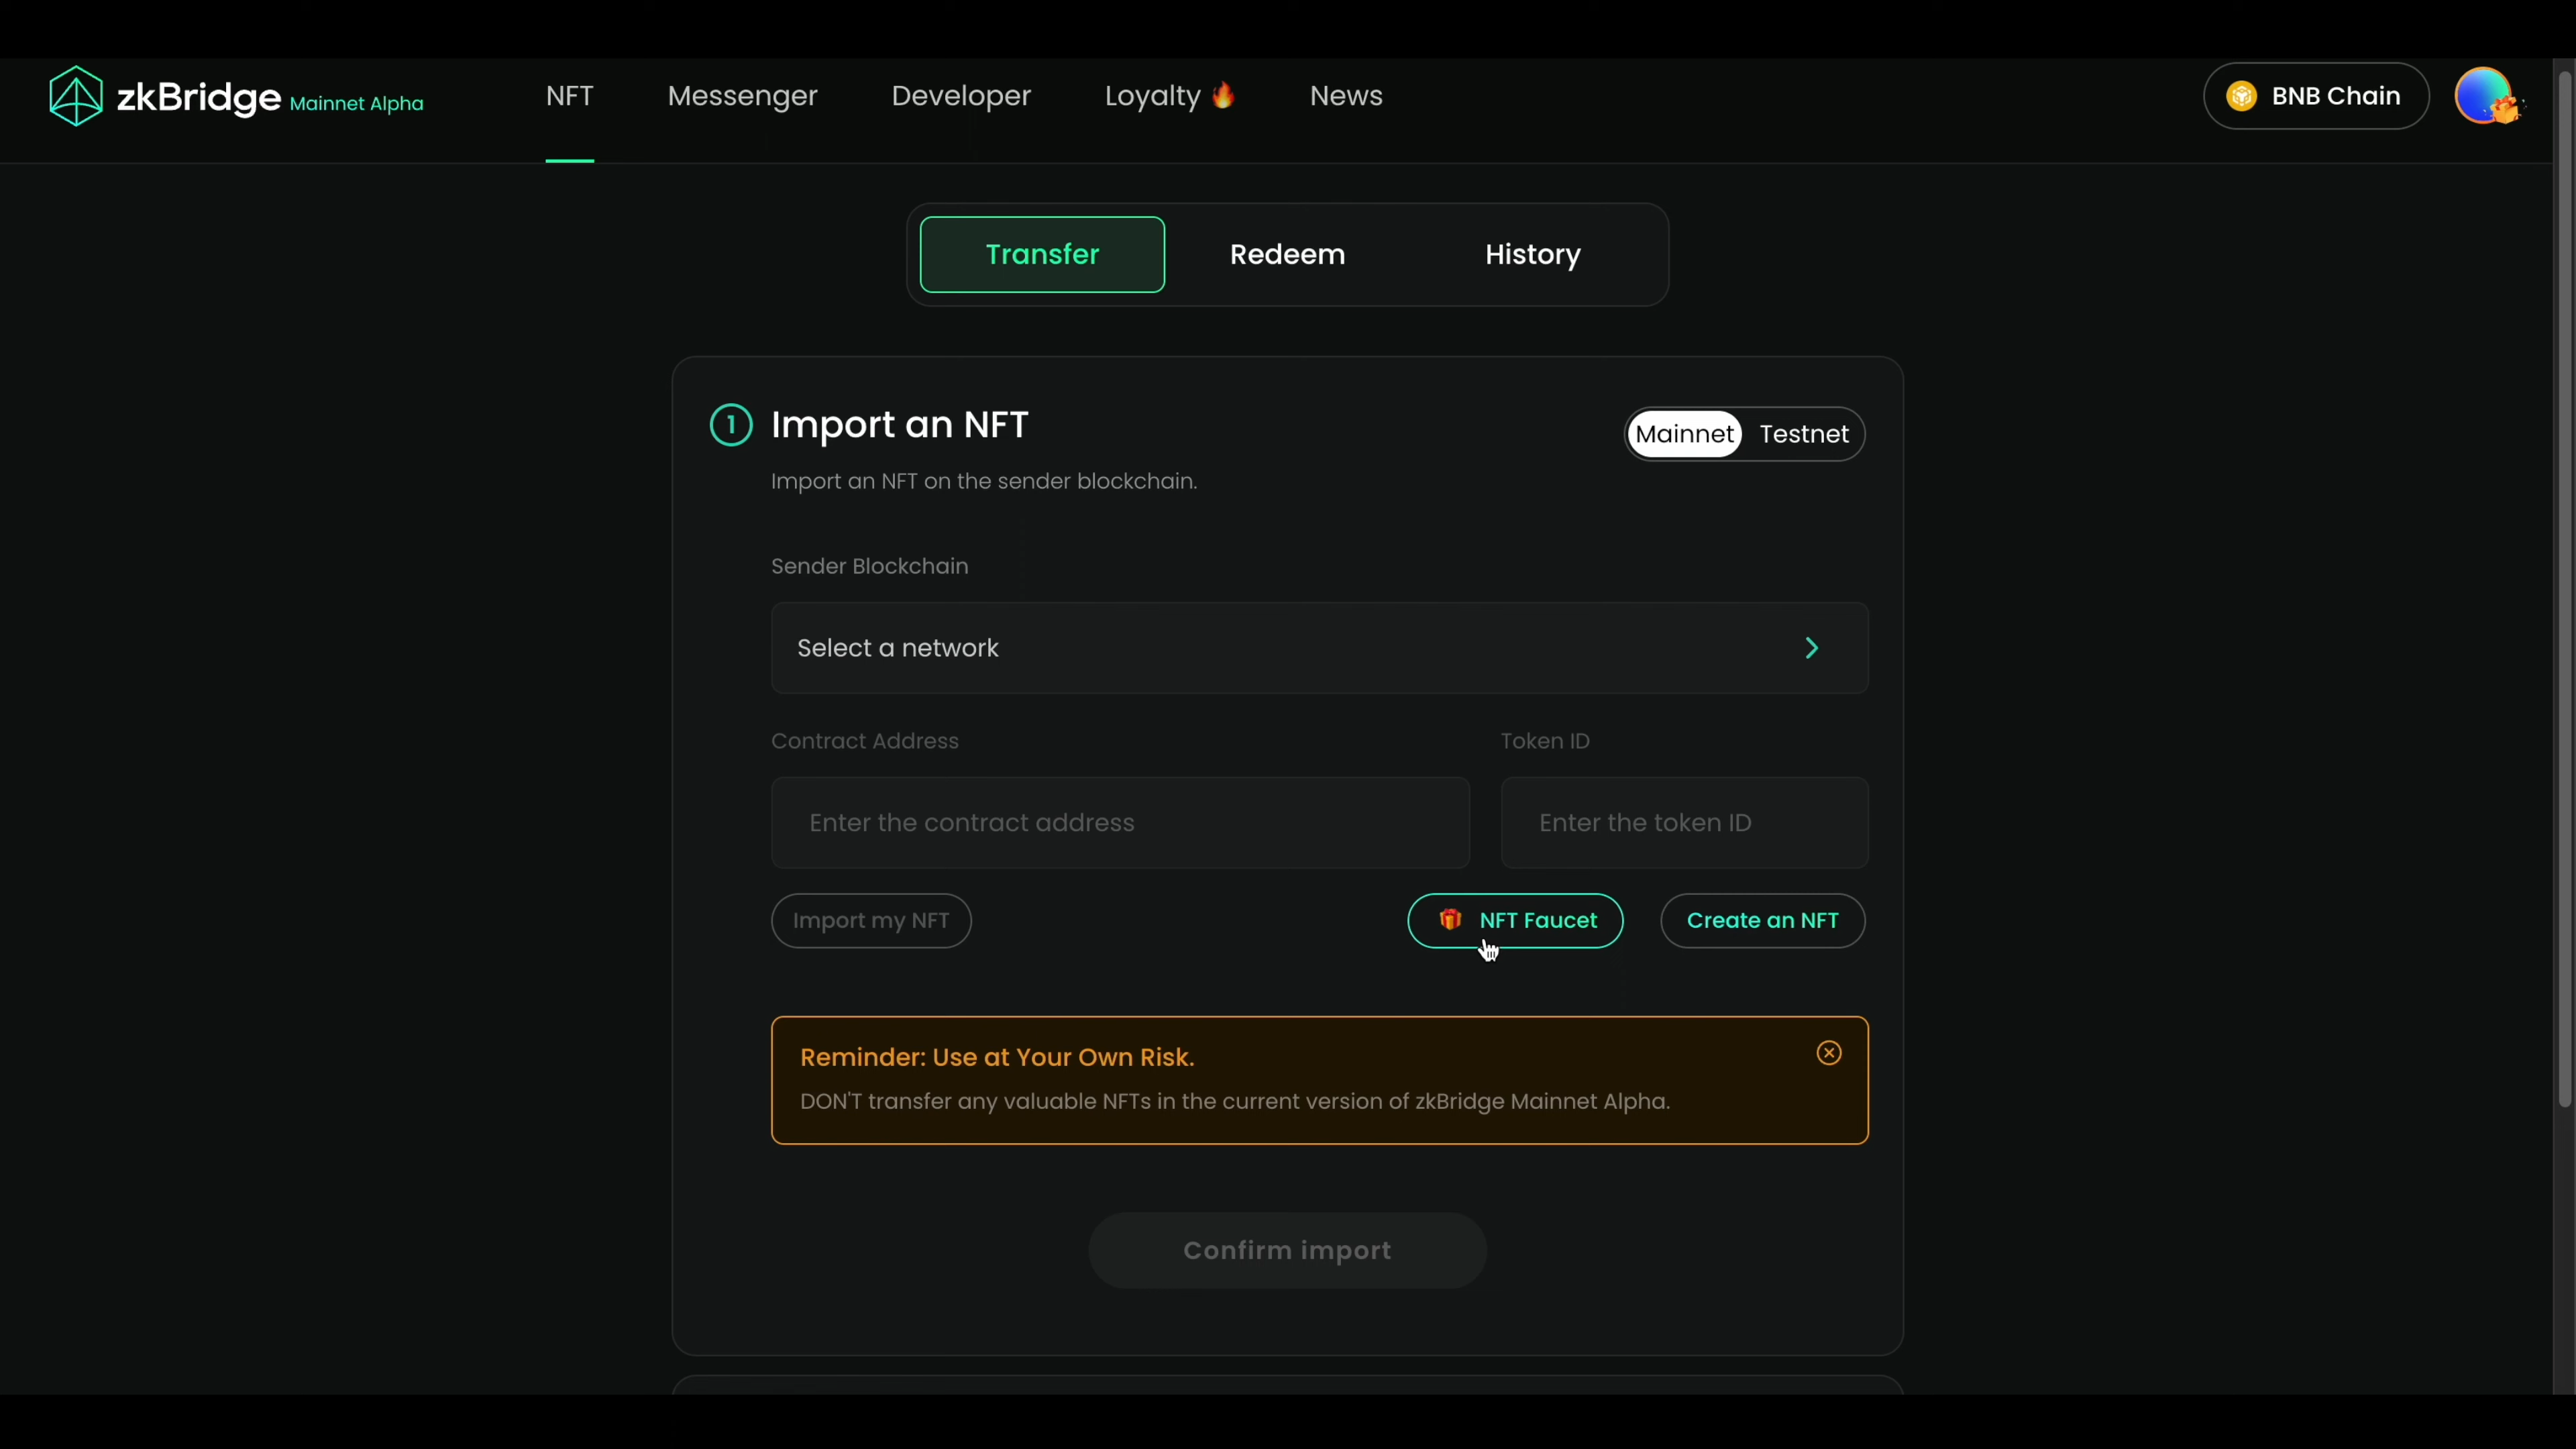 zkBridge Mainnet Alpha
NFT
Messenger
Developer
Loyalty 🔥
News
BNB Chain
Transfer
Redeem
History
1 Import an NFT
Mainnet Testnet
Import an NFT on the sender blockchain.
Sender Blockchain
Select a network
Contract Address
Token ID
Enter the contract address
Enter the token ID
Import my NFT
NFT Faucet
Create an NFT
Reminder: Use at Your Own Risk.
DON'T transfer any valuable NFTs in the current version of zkBridge Mainnet Alpha.
Confirm import